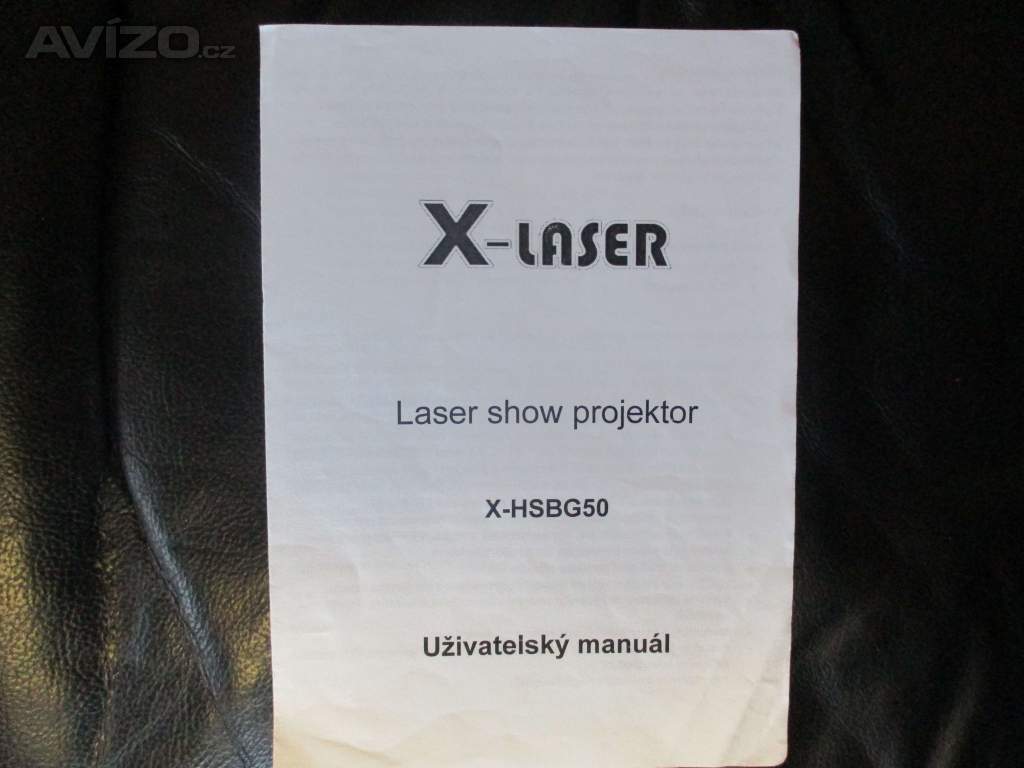 AVÍZO.cz
X-LASER
Laser show projektor
X-HSBG50
Uživatelský manuál